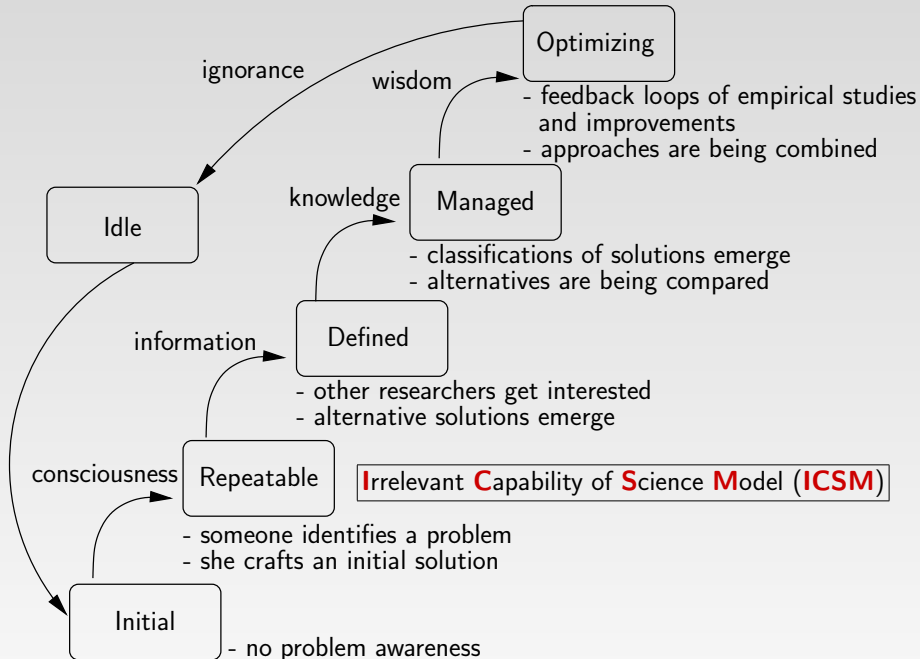 Optimizing
ignorance
wisdom
- feedback loops of empirical studies
and improvements
- approaches are being combined
knowledge
Managed
Idle
- classifications of solutions emerge
- alternatives are being compared
information
Defined
- other researchers get interested
- alternative solutions emerge
consciousness
Repeatable
Irrelevant Capability of Science Model (ICSM)
- someone identifies a problem
- she crafts an initial solution
Initial
- no problem awareness